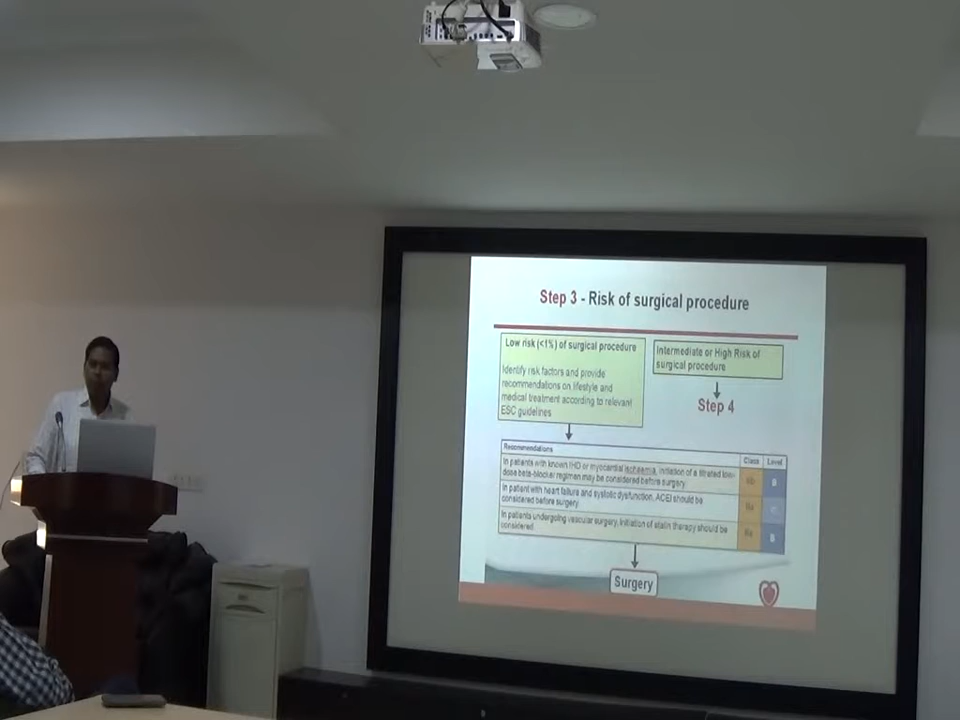 Step 3 - Risk of surgical procedure
Low risk (<1%) of surgical procedure
Identify risk factors and provide
recommendations on lifestyle and
medical treatment according to relevant
ESC guidelines
Intermediate or High Risk of
surgical procedure
Step 4
Recommendations
Class
Level
In patients with known IHD or myocardial ischaemia, initiation of a titrated low-
dose beta-blocker regimen may be considered before surgery.
IIb
B
In patient with heart failure and systolic dysfunction, ACEI should be
considered before surgery.
IIa
C
In patients undergoing vascular surgery, initiation of statin therapy should be
considered.
IIa
B
Surgery